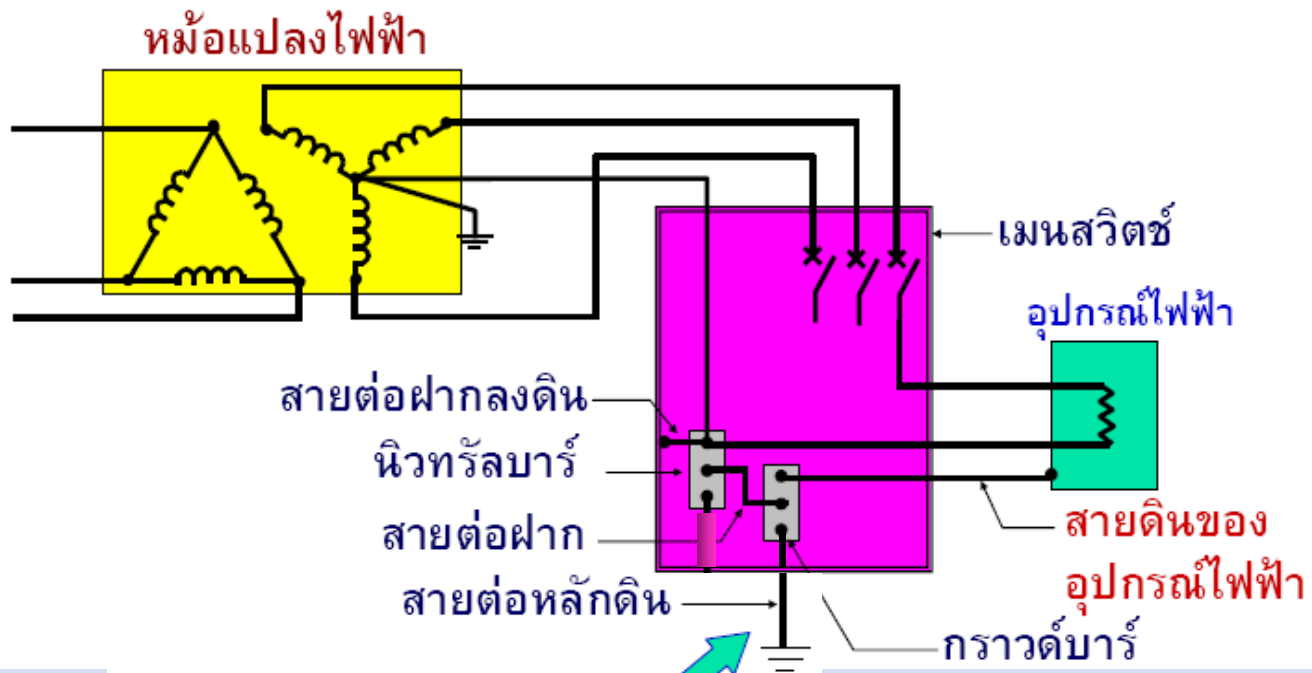 หม้อแปลงไฟฟ้า
เมนสวิตช์
อุปกรณ์ไฟฟ้า
สายต่อฝากลงดิน
นิวทรัลบาร์
สายต่อฝาก
สายต่อหลักดิน
สายดินของ
อุปกรณ์ไฟฟ้า
กราวด์บาร์